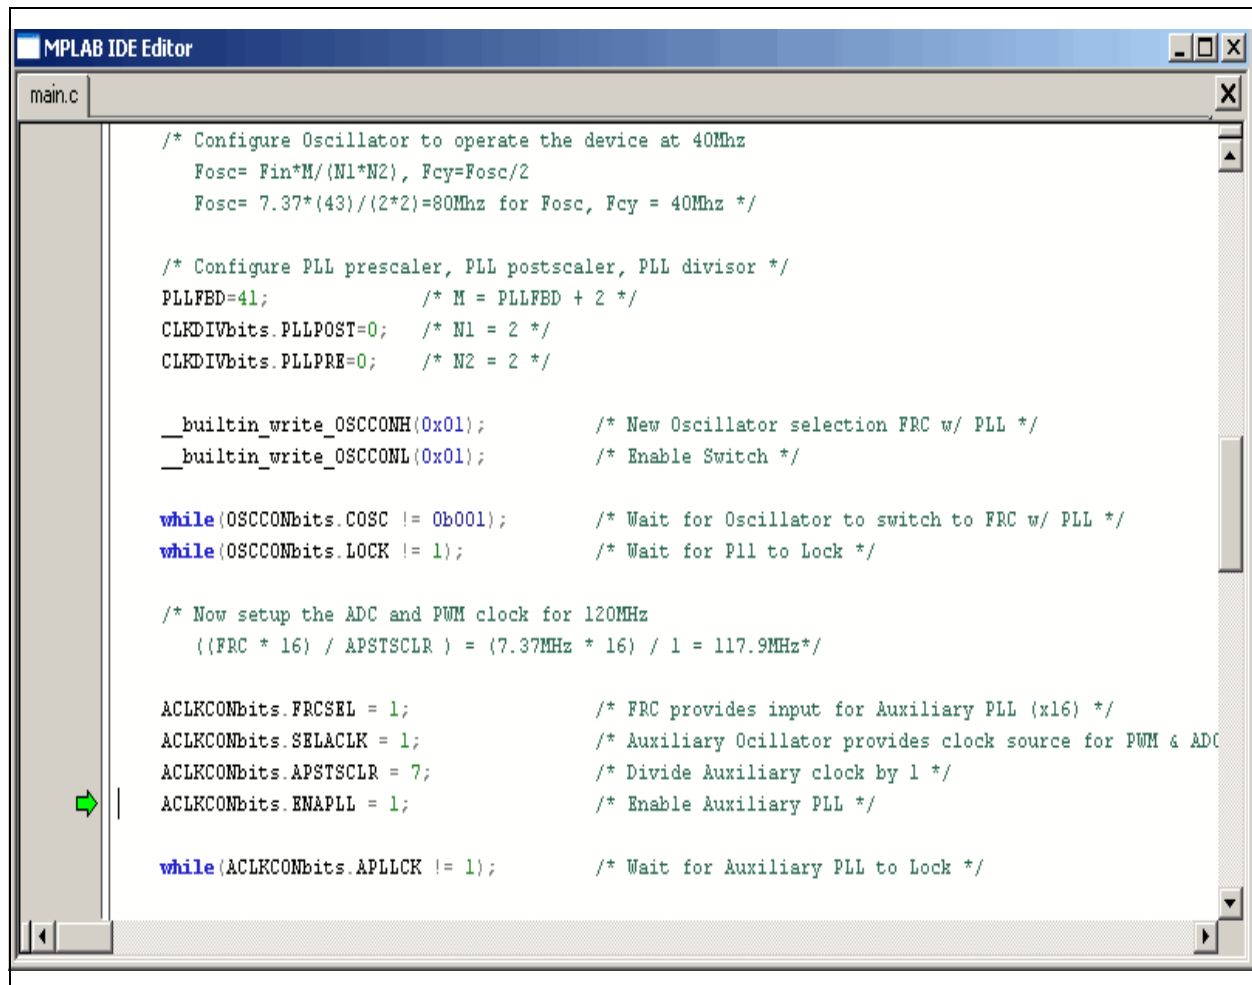 MPLAB IDE Editor
main.c
/* Configure Oscillator to operate the device at 40Mhz
Fosc= Fin*M/(N1*N2), Fcy=Fosc/2
Fosc= 7.37*(43)/(2*2)=80Mhz for Fosc, Fcy = 40Mhz */
/* Configure PLL prescaler, PLL postscaler, PLL divisor */
PLLFBD=41; /* M = PLLFBD + 2 */
CLKDIVbits.PLLPOST=0; /* N1 = 2 */
CLKDIVbits.PLLPRE=0; /* N2 = 2 */
__builtin_write_OSCCONH(0x01); /* New Oscillator selection FRC w/ PLL */
__builtin_write_OSCCONL(0x01); /* Enable Switch */
while(OSCCONbits.COSC != 0b001); /* Wait for Oscillator to switch to FRC w/ PLL */
while(OSCCONbits.LOCK != 1); /* Wait for Pll to Lock */
/* Now setup the ADC and PWM clock for 120MHz
((FRC * 16) / APSTSCLR ) = (7.37MHz * 16) / 1 = 117.9MHz*/
ACLKCONbits.FRCSEL = 1; /* FRC provides input for Auxiliary PLL (x16) */
ACLKCONbits.SELACLK = 1; /* Auxiliary Ocillator provides clock source for PWM & ADC
ACLKCONbits.APSTSCLR = 7; /* Divide Auxiliary clock by 1 */
ACLKCONbits.ENAPLL = 1; /* Enable Auxiliary PLL */
while(ACLKCONbits.APLLCK != 1); /* Wait for Auxiliary PLL to Lock */